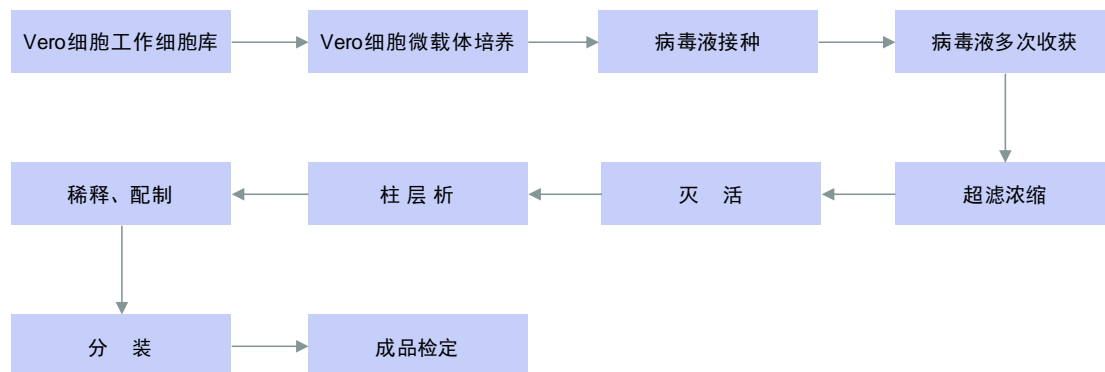 Vero细胞工作细胞库
Vero细胞微载体培养
病毒液接种
病毒液多次收获
超滤浓缩
灭 活
柱 层 析
稀释、配制
分 装
成品检定